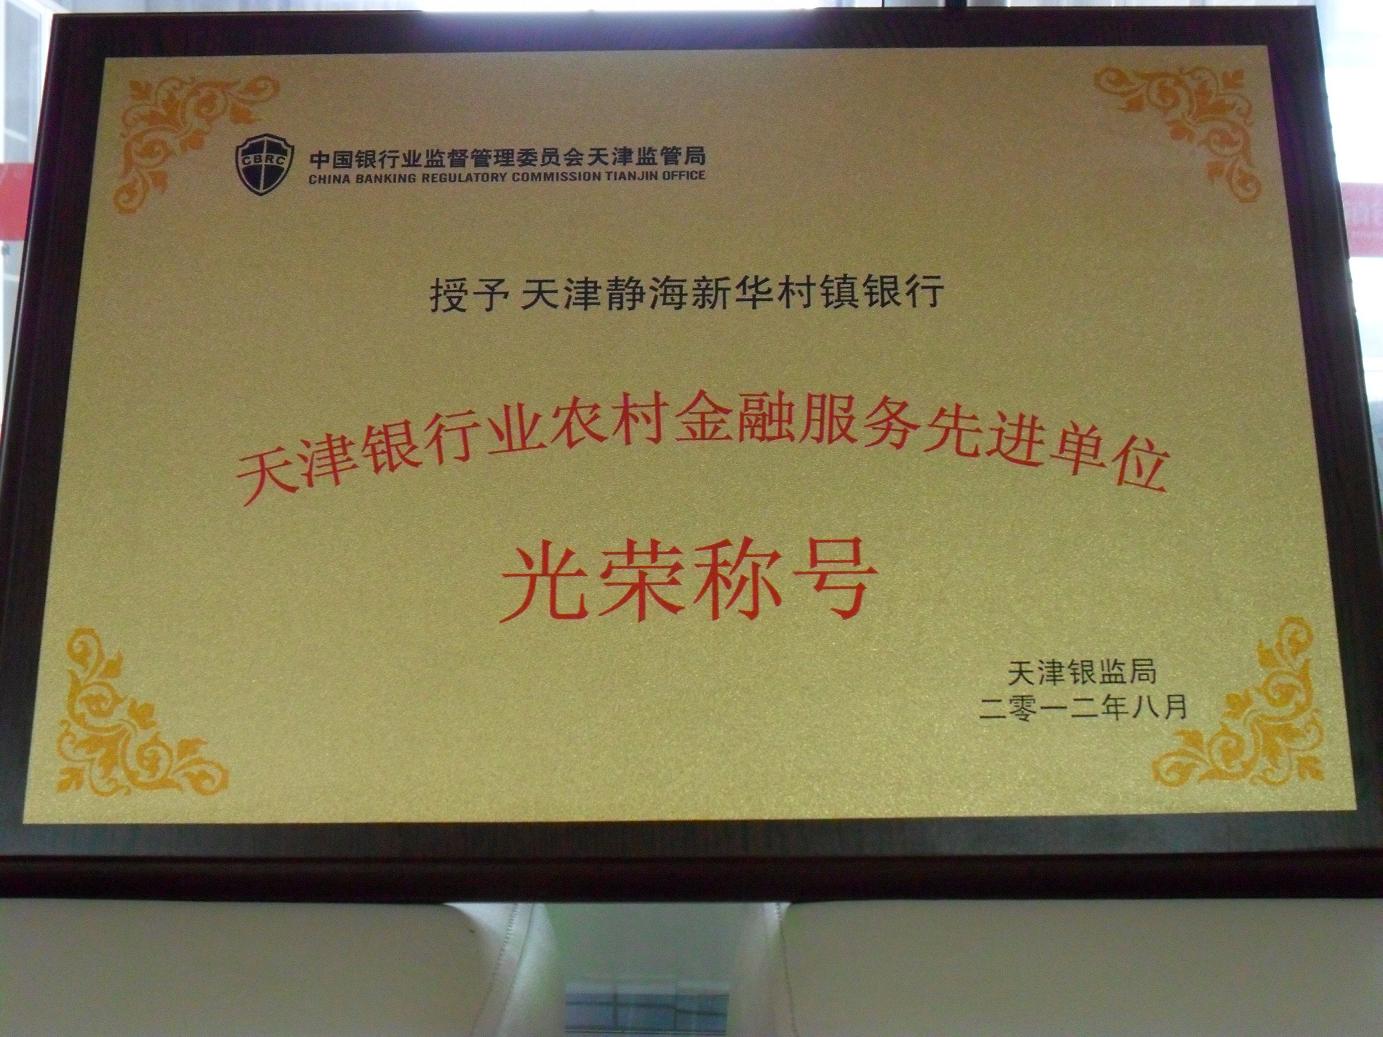 CBRC
中国银行业监督管理委员会天津监管局
CHINA BANKING REGULATORY COMMISSION TIANJIN OFFICE
授予 天津静海新华村镇银行
天津银行业农村金融服务先进单位
光荣称号
天津银监局
二零一二年八月